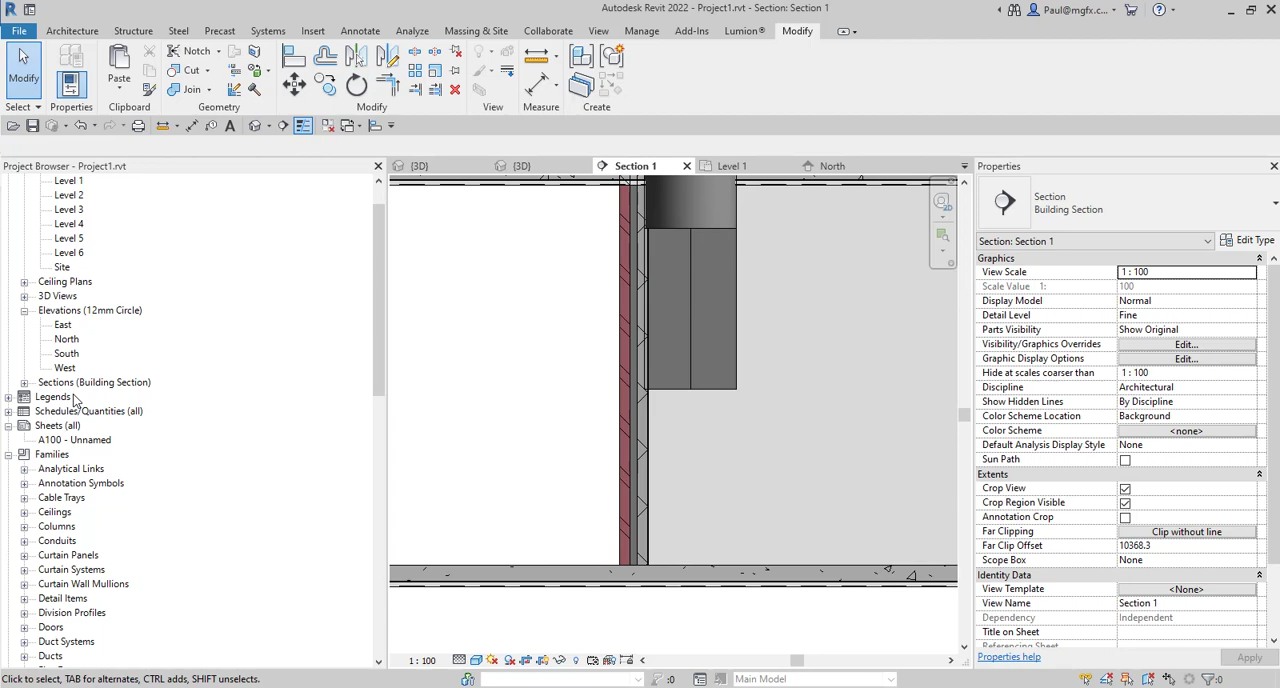 Autodesk Revit 2022 - Project1.rvt - Section: Section 1
Paul@mgfx.c...
File Architecture Structure Steel Precast Systems Insert Annotate Analyze Massing & Site Collaborate View Manage Add-Ins Lumion® Modify
Modify
Paste
Notch
Cut
Join
Select Properties Clipboard Geometry Modify View Measure Create
Project Browser - Project1.rvt
{3D} {3D} Section 1 Level 1 North
Level 1
Level 2
Level 3
Level 4
Level 5
Level 6
Site
Ceiling Plans
3D Views
Elevations (12mm Circle)
East
North
South
West
Sections (Building Section)
Legends
Schedules/Quantities (all)
Sheets (all)
A100 - Unnamed
Families
Analytical Links
Annotation Symbols
Cable Trays
Ceilings
Columns
Conduits
Curtain Panels
Curtain Systems
Curtain Wall Mullions
Detail Items
Division Profiles
Doors
Duct Systems
Ducts
1 : 100
Properties
Section
Building Section
Section: Section 1 Edit Type
Graphics
View Scale 1 : 100
Scale Value 1: 100
Display Model Normal
Detail Level Fine
Parts Visibility Show Original
Visibility/Graphics Overrides Edit...
Graphic Display Options Edit...
Hide at scales coarser than 1 : 100
Discipline Architectural
Show Hidden Lines By Discipline
Color Scheme Location Background
Color Scheme <none>
Default Analysis Display Style None
Sun Path
Extents
Crop View
Crop Region Visible
Annotation Crop
Far Clipping Clip without line
Far Clip Offset 10368.3
Scope Box None
Identity Data
View Template <None>
View Name Section 1
Dependency Independent
Title on Sheet
Referencing Sheet
Properties help Apply
Click to select, TAB for alternates, CTRL adds, SHIFT unselects.
:0
Main Model
:0